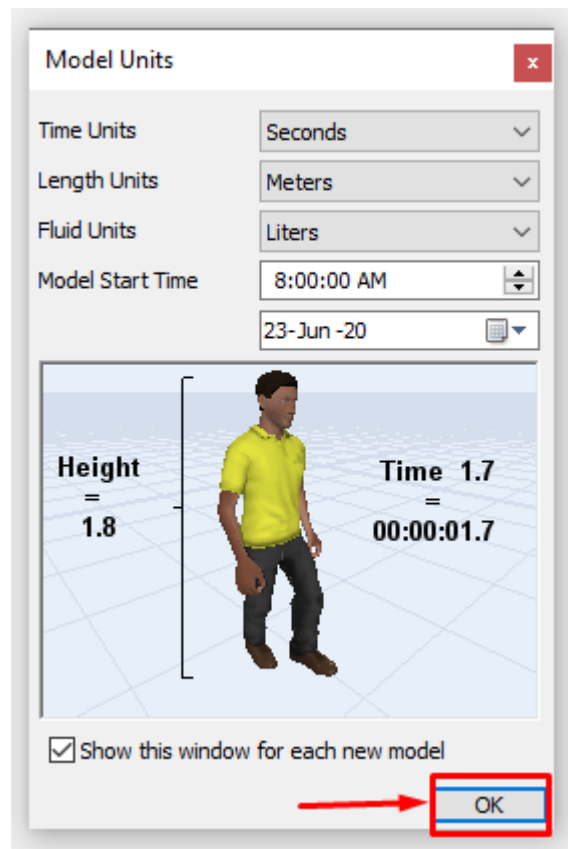 Model Units
x
Time Units Seconds
Length Units Meters
Fluid Units Liters
Model Start Time 8:00:00 AM
23-Jun -20
Height
=
1.8
Time 1.7
=
00:00:01.7
Show this window for each new model
OK